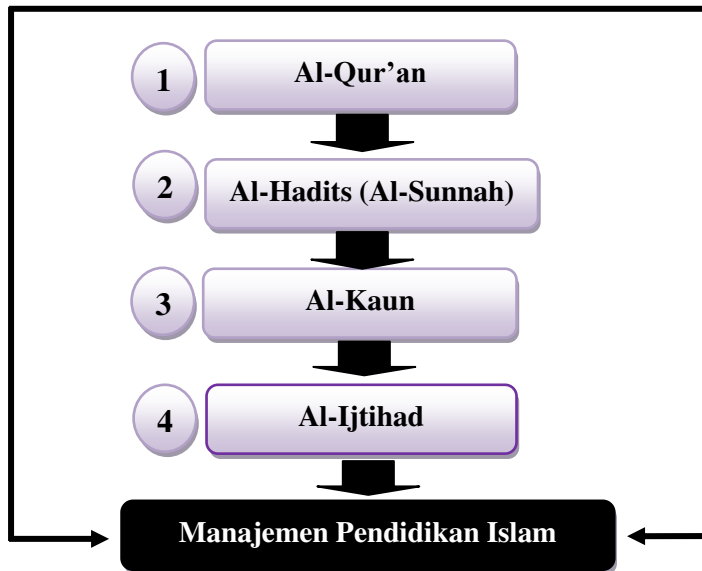 1
Al-Qur’an
2
Al-Hadits (Al-Sunnah)
3
Al-Kaun
4
Al-Ijtihad
Manajemen Pendidikan Islam